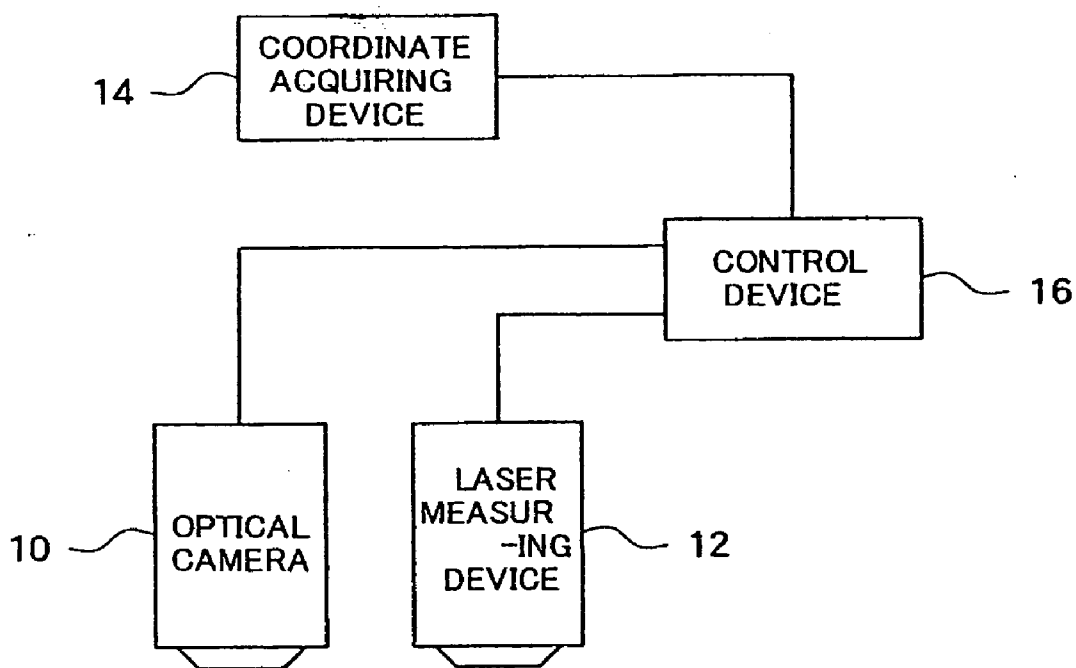 COORDINATE
ACQUIRING
DEVICE
14
CONTROL
DEVICE
16
OPTICAL
CAMERA
10
LASER
MEASUR
-ING
DEVICE
12